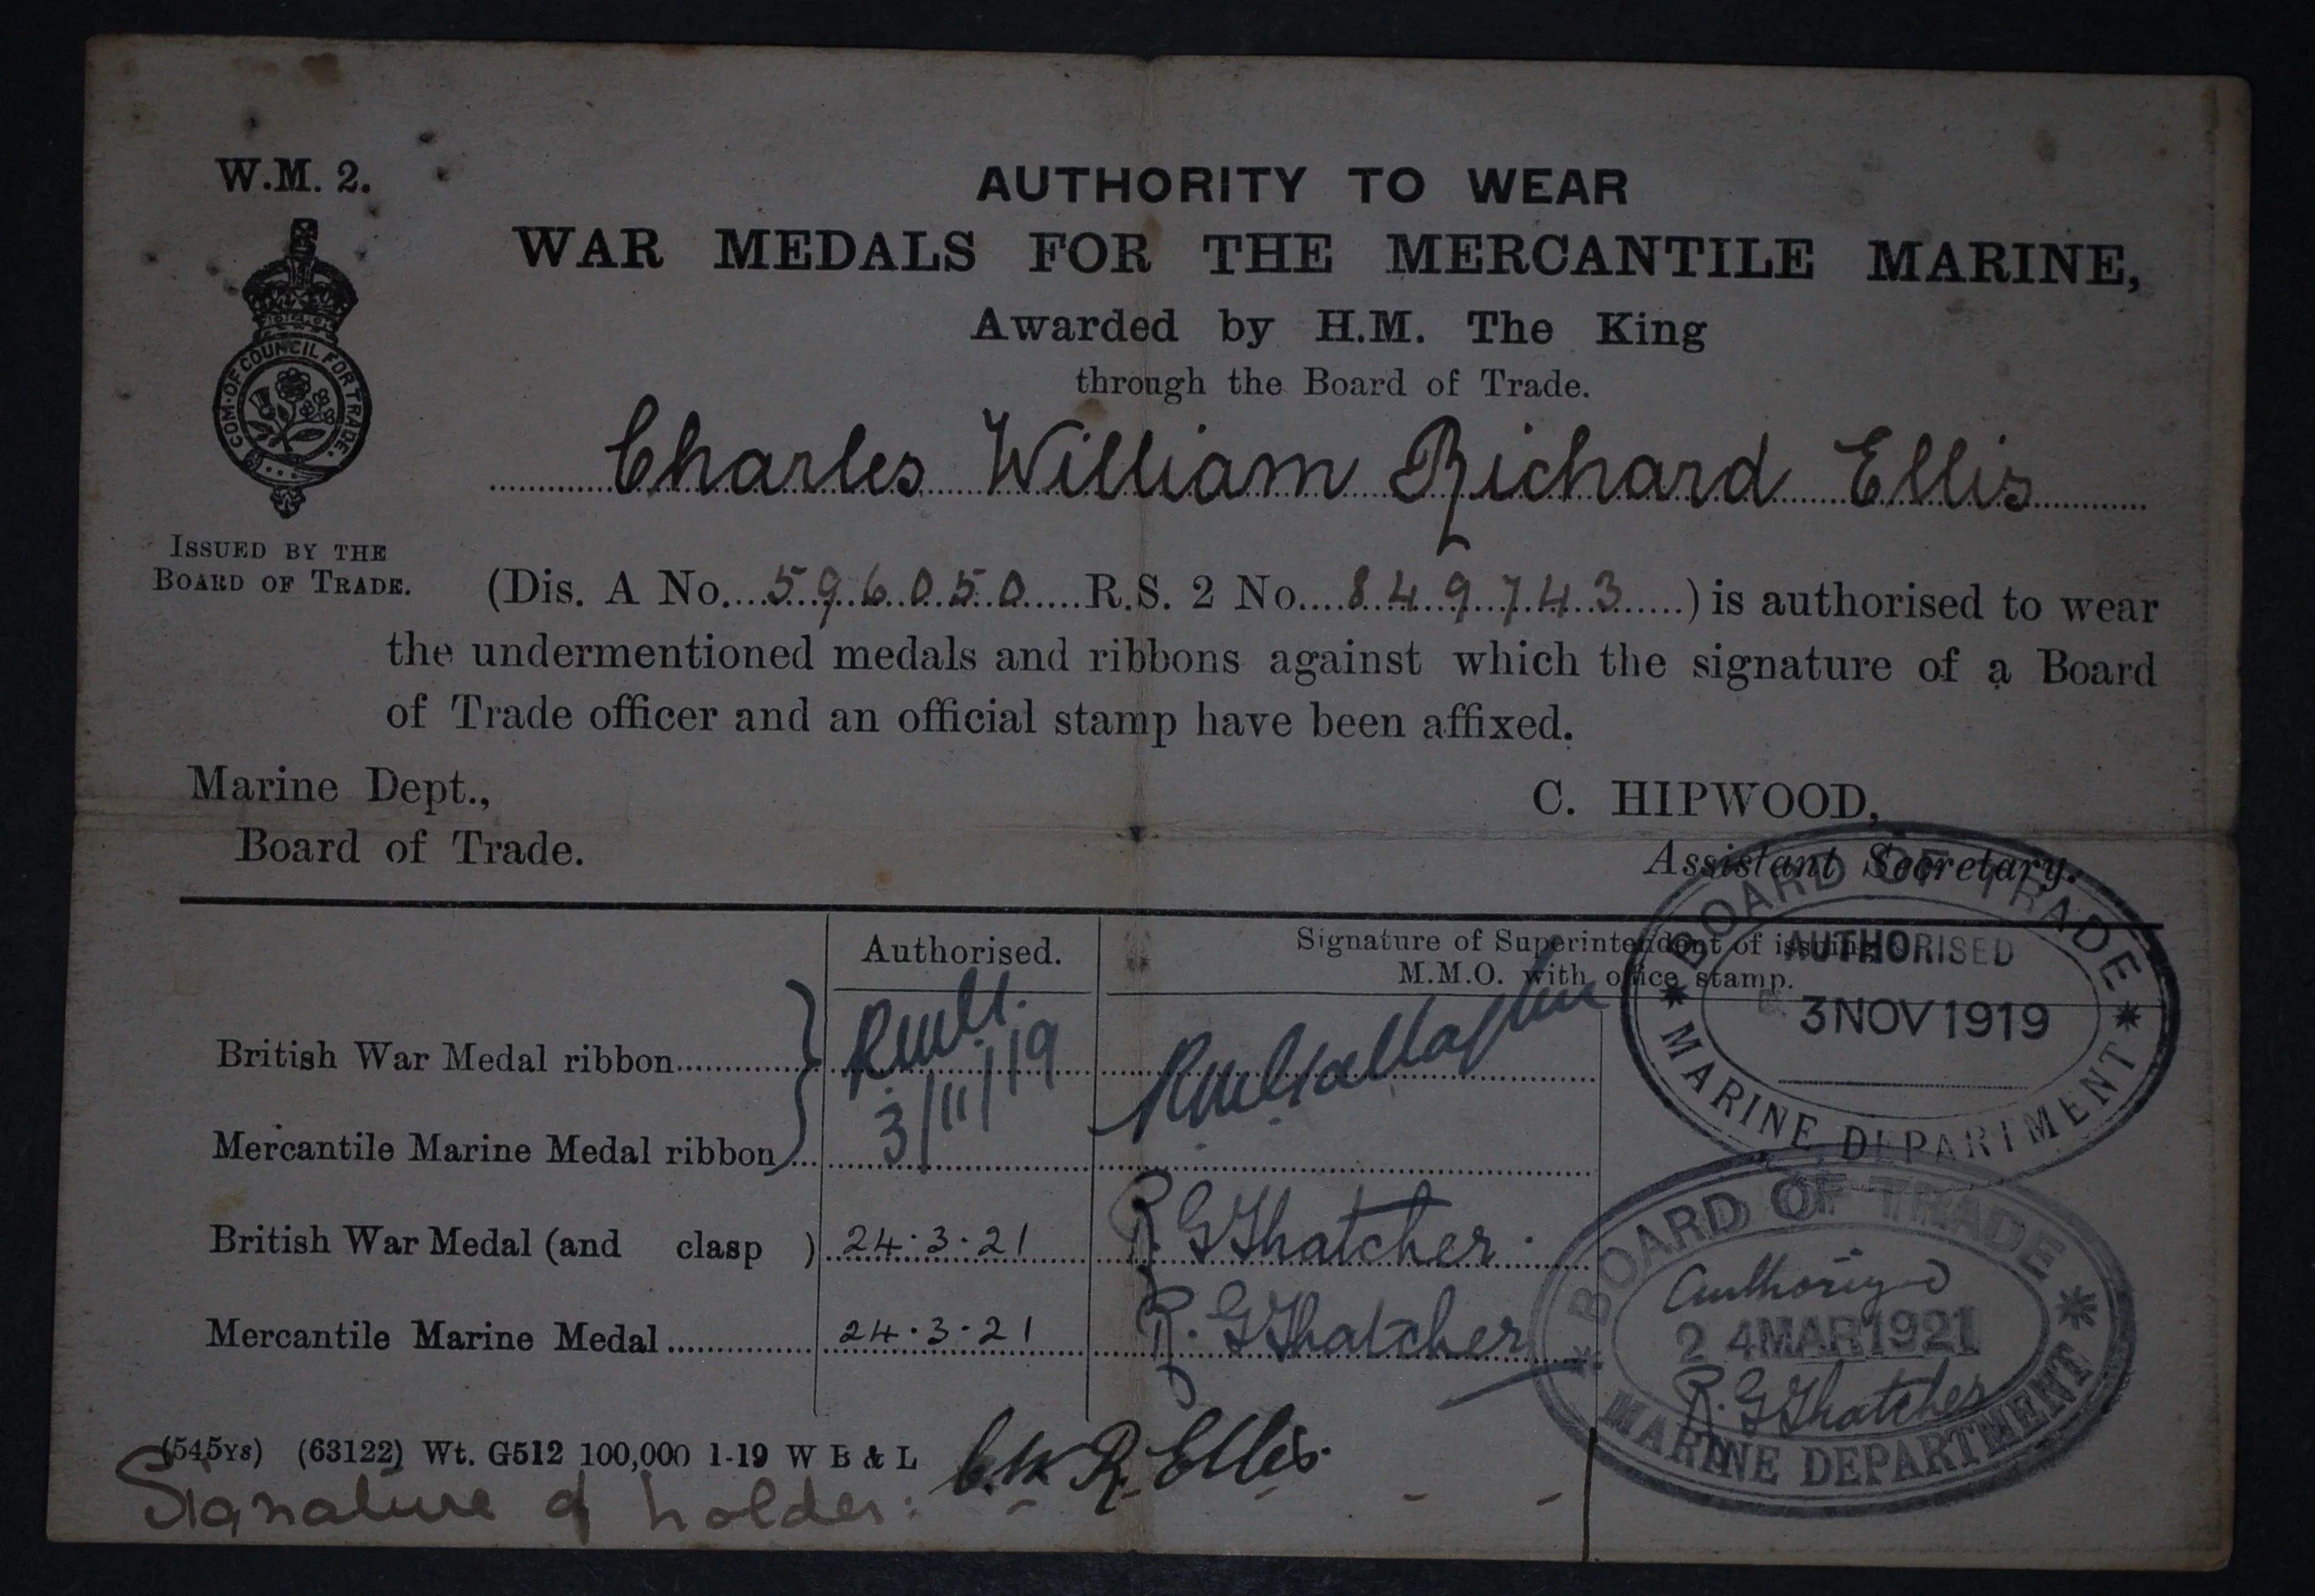 W.M. 2.
COM. OF COUNCIL FOR TRADE.
ISSUED BY THE
BOARD OF TRADE.
AUTHORITY TO WEAR
WAR MEDALS FOR THE MERCANTILE MARINE,
Awarded by H.M. The King
through the Board of Trade.
Charles William Richard Ellis
(Dis. A No. 596050 R.S. 2 No. 849743) is authorised to wear
the undermentioned medals and ribbons against which the signature of a Board
of Trade officer and an official stamp have been affixed.
Marine Dept.,
Board of Trade.
C. HIPWOOD,
Assistant Secretary.
Authorised.
Signature of Superintendent of issuing
M.M.O. with office stamp.
British War Medal ribbon
Mercantile Marine Medal ribbon
3/11/19
BOARD OF TRADE
AUTHORISED
3 NOV 1919
MARINE DEPARTMENT
British War Medal (and clasp ) 24.3.21 R. G Thatcher.
Mercantile Marine Medal 24.3.21 R. G Thatcher
BOARD OF TRADE
Authorized
24 MAR 1921
R. G Thatcher
MARINE DEPARTMENT
(545Ys) (63122) Wt. G512 100,000 1-19 W B & L
Signature of holder: C. W. R. Ellis.